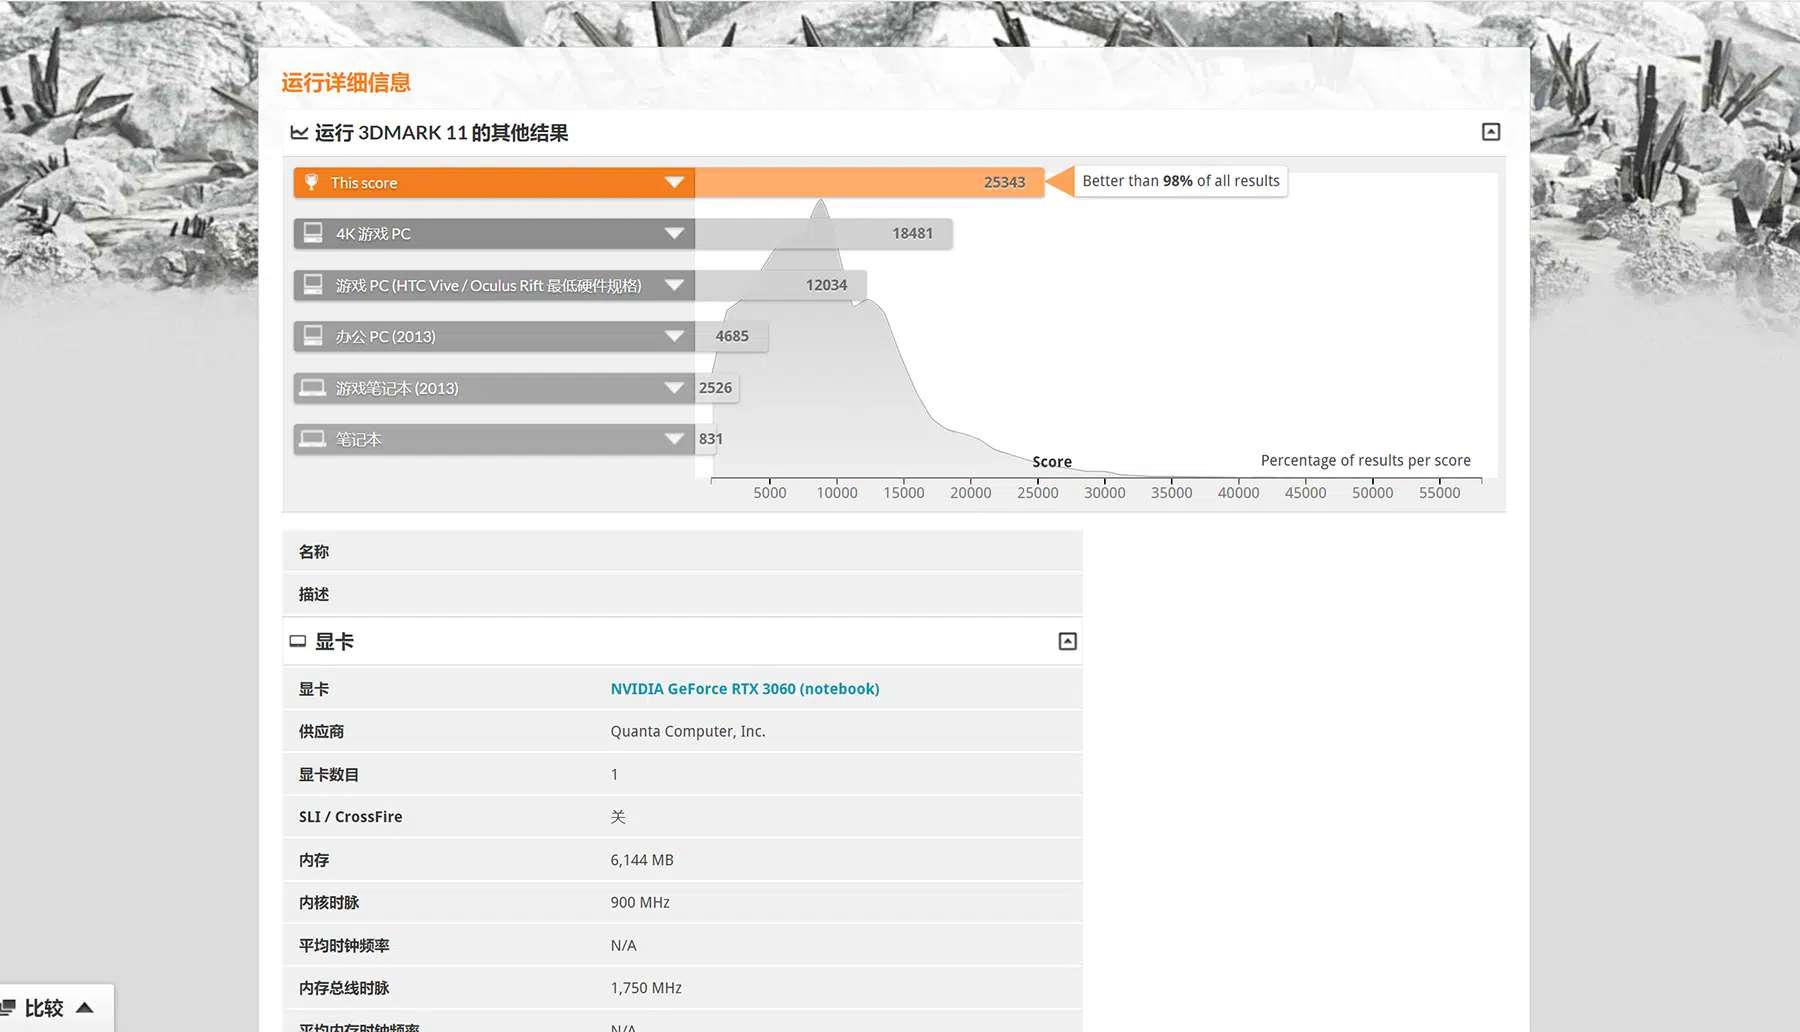 运行详细信息
运行 3DMARK 11 的其他结果
This score 25343 Better than 98% of all results
4K 游戏 PC 18481
游戏 PC (HTC Vive / Oculus Rift 最低硬件规格) 12034
办公 PC (2013) 4685
游戏笔记本 (2013) 2526
笔记本 831
Score Percentage of results per score
5000 10000 15000 20000 25000 30000 35000 40000 45000 50000 55000
名称
描述
显卡
显卡 NVIDIA GeForce RTX 3060 (notebook)
供应商 Quanta Computer, Inc.
显卡数目 1
SLI / CrossFire 关
内存 6,144 MB
内核时脉 900 MHz
平均时钟频率 N/A
内存总线时脉 1,750 MHz
平均内存时钟频率 N/A
比较